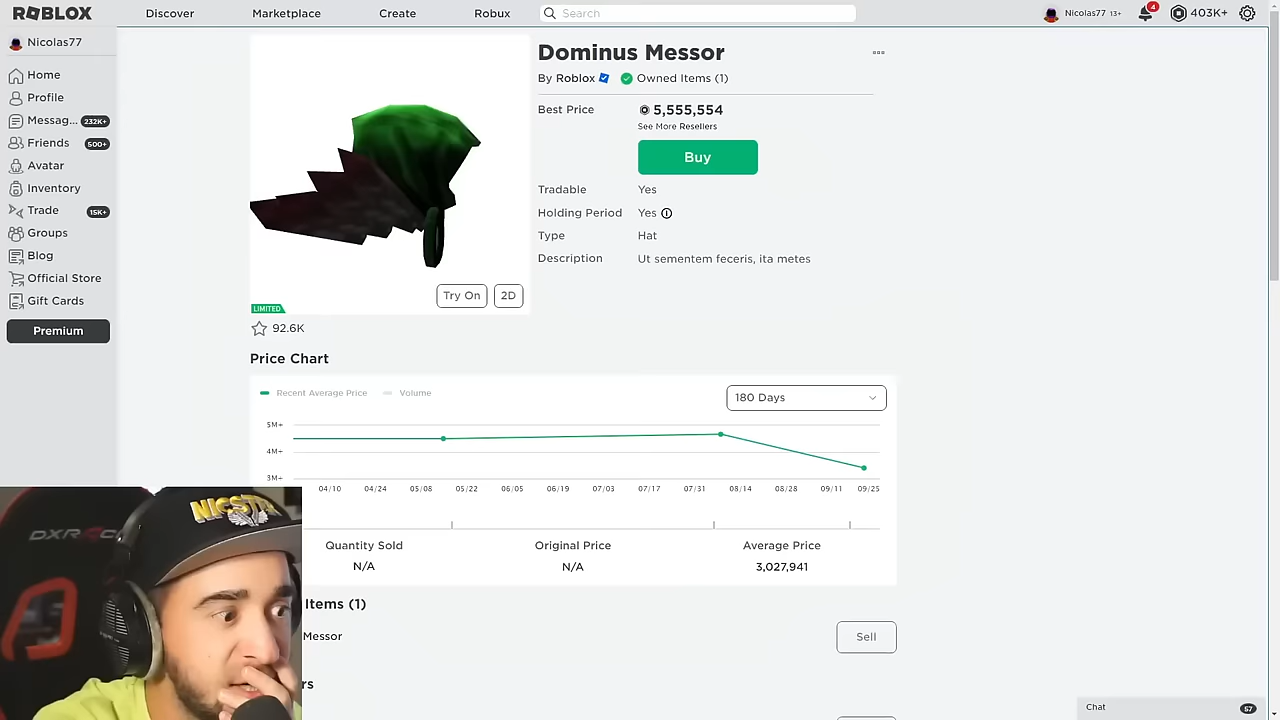 ROBLOX Discover Marketplace Create Robux Search Nicolas77 13+ 4 403K+
Nicolas77
Home
Profile
Messag... 232K+
Friends 500+
Avatar
Inventory
Trade 15K+
Groups
Blog
Official Store
Gift Cards
Premium
Dominus Messor
By Roblox Owned Items (1)
Best Price 5,555,554
See More Resellers
Buy
Tradable Yes
Holding Period Yes
Type Hat
Description Ut sementem feceris, ita metes
Try On 2D
LIMITED
92.6K
Price Chart
Recent Average Price Volume 180 Days
5M+
4M+
3M+
04/10 04/24 05/08 05/22 06/05 06/19 07/03 07/17 07/31 08/14 08/28 09/11 09/25
Quantity Sold Original Price Average Price
N/A N/A 3,027,941
Items (1)
Messor Sell
rs
DXR
Chat 57